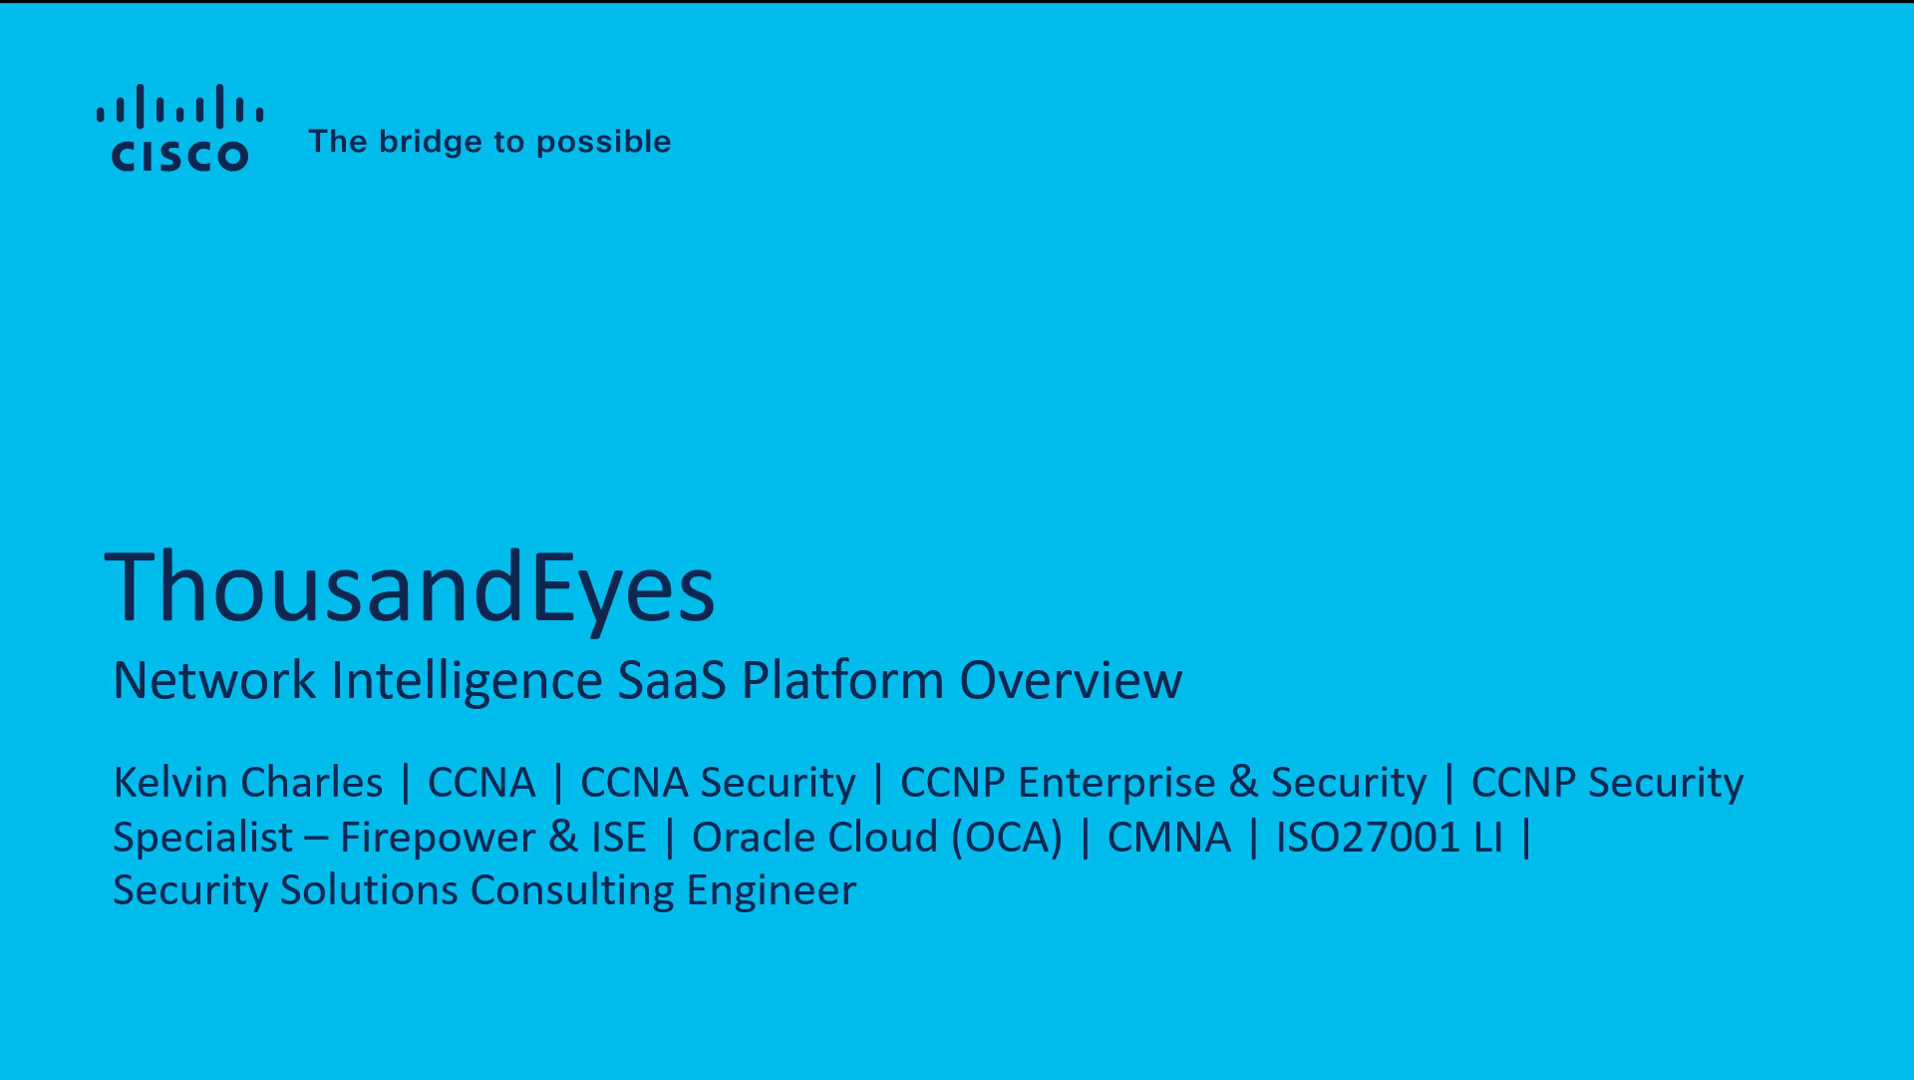 CISCO
The bridge to possible
ThousandEyes
Network Intelligence SaaS Platform Overview
Kelvin Charles | CCNA | CCNA Security | CCNP Enterprise & Security | CCNP Security
Specialist – Firepower & ISE | Oracle Cloud (OCA) | CMNA | ISO27001 LI |
Security Solutions Consulting Engineer